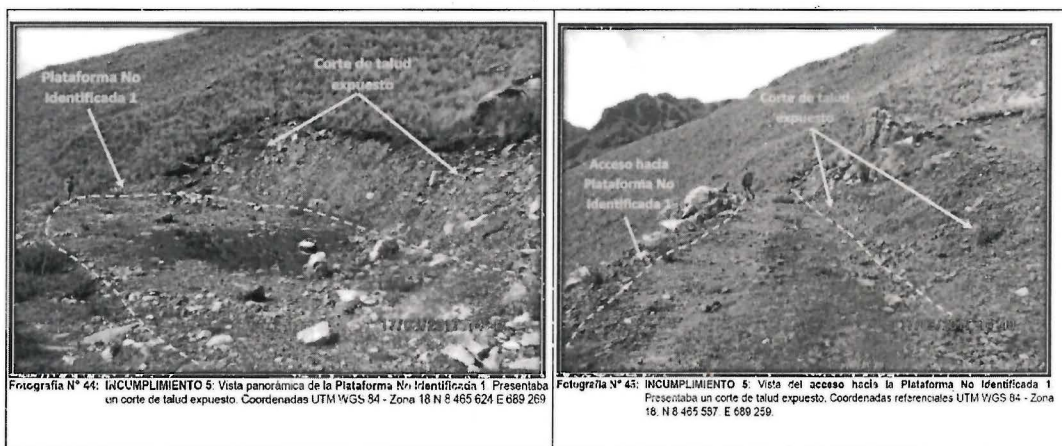 Plataforma No
Identificada 1
Corte de talud
expuesto
Fotografía N° 44: INCUMPLIMIENTO 5: Vista panorámica de la Plataforma No Identificada 1. Presentaba
un corte de talud expuesto. Coordenadas UTM WGS 84 - Zona 18 N 8 465 624 E 689 269
Corte de talud
expuesto
Acceso hacia
Plataforma No
Identificada 1
Fotografía N° 45: INCUMPLIMIENTO 5: Vista del acceso hacia la Plataforma No Identificada 1
Presentaba un corte de talud expuesto. Coordenadas referenciales UTM WGS 84 - Zona
18. N 8 465 587. E 689 259.